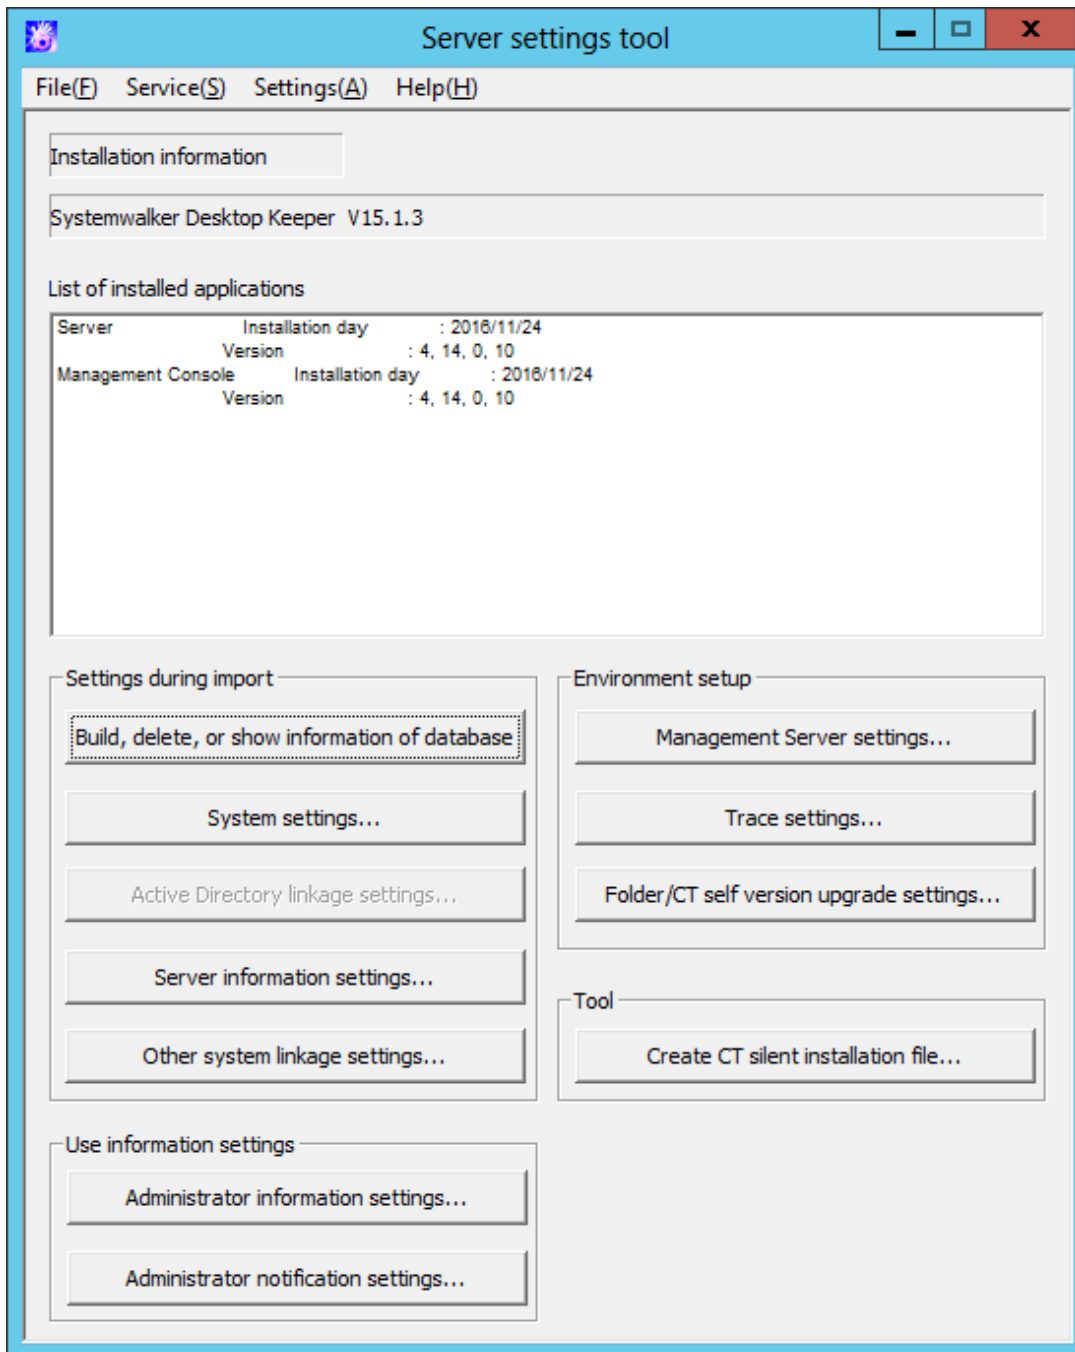 Server settings tool
File(F) Service(S) Settings(A) Help(H)
Installation information
Systemwalker Desktop Keeper V15.1.3
List of installed applications
Server Installation day : 2016/11/24
Version : 4, 14, 0, 10
Management Console Installation day : 2016/11/24
Version : 4, 14, 0, 10
Settings during import
Build, delete, or show information of database
System settings...
Active Directory linkage settings...
Server information settings...
Other system linkage settings...
Environment setup
Management Server settings...
Trace settings...
Folder/CT self version upgrade settings...
Tool
Create CT silent installation file...
Use information settings
Administrator information settings...
Administrator notification settings...